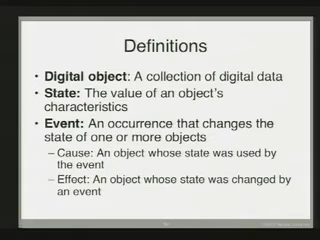 Definitions
• Digital object: A collection of digital data
• State: The value of an object's
characteristics
• Event: An occurrence that changes the
state of one or more objects
– Cause: An object whose state was used by
the event
– Effect: An object whose state was changed by
an event